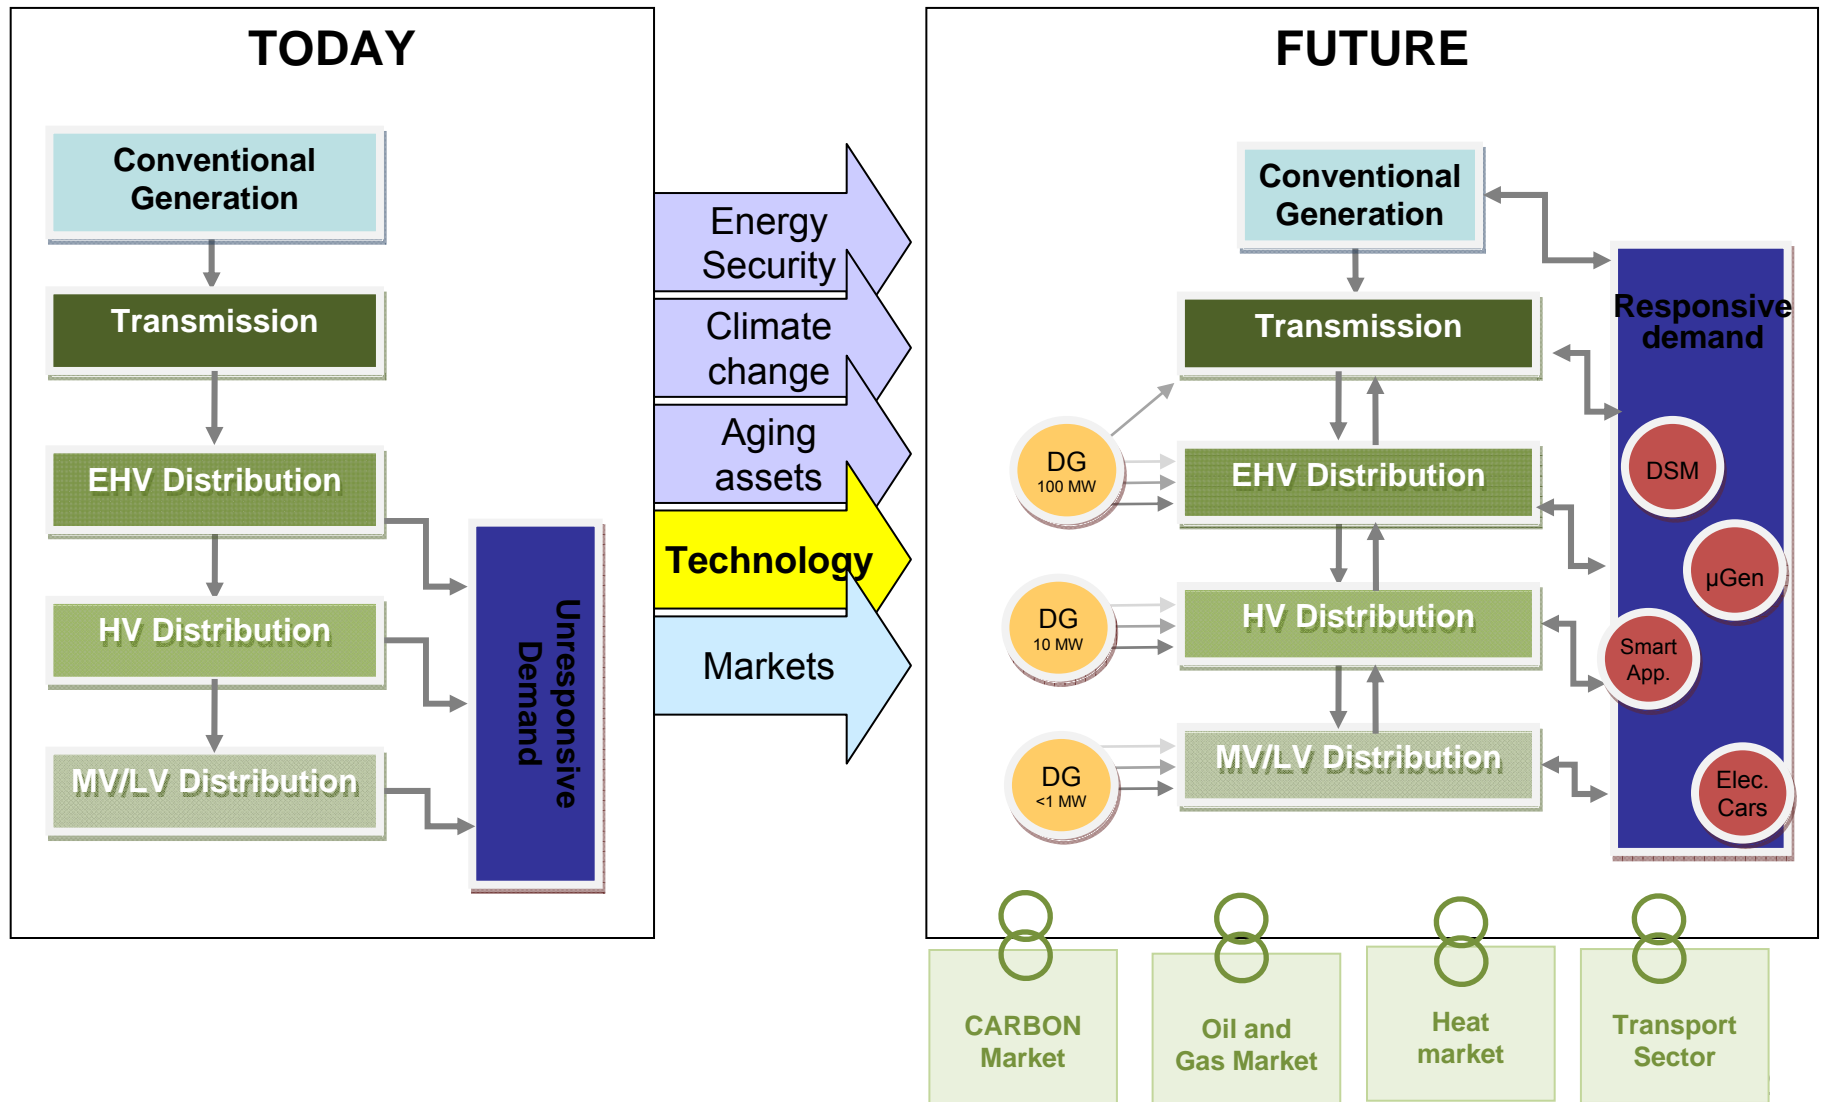 TODAY
Conventional
Generation
Transmission
EHV Distribution
HV Distribution
MV/LV Distribution
Unresponsive
Demand
Energy
Security
Climate
change
Aging
assets
Technology
Markets
FUTURE
Conventional
Generation
Transmission
EHV Distribution
HV Distribution
MV/LV Distribution
DG
100 MW
DG
10 MW
DG
<1 MW
Responsive
demand
DSM
µGen
Smart
App.
Elec.
Cars
CARBON
Market
Oil and
Gas Market
Heat
market
Transport
Sector